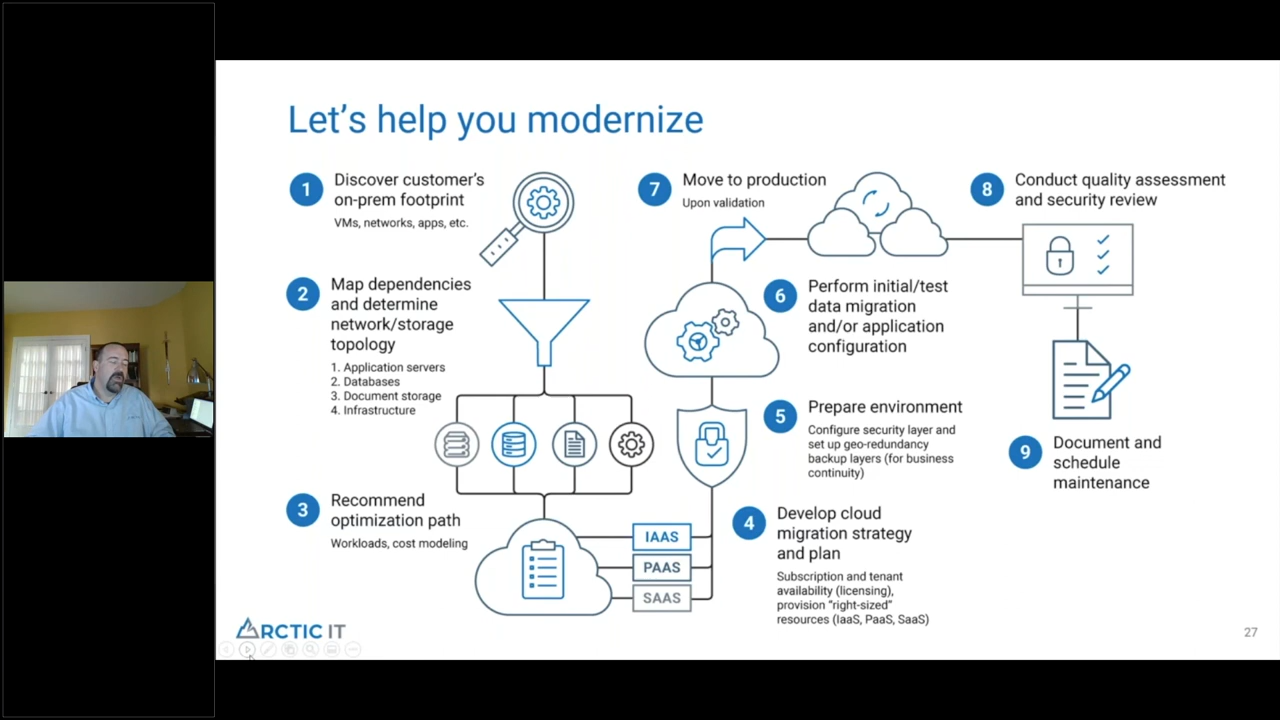 Let's help you modernize
1
Discover customer's
on-prem footprint
VMs, networks, apps, etc.
2
Map dependencies
and determine
network/storage
topology
1. Application servers
2. Databases
3. Document storage
4. Infrastructure
3
Recommend
optimization path
Workloads, cost modeling
IAAS
PAAS
SAAS
4
Develop cloud
migration strategy
and plan
Subscription and tenant
availability (licensing),
provision "right-sized"
resources (IaaS, PaaS, SaaS)
5
Prepare environment
Configure security layer and
set up geo-redundancy
backup layers (for business
continuity)
6
Perform initial/test
data migration
and/or application
configuration
7
Move to production
Upon validation
8
Conduct quality assessment
and security review
9
Document and
schedule
maintenance
ARCTIC IT
27